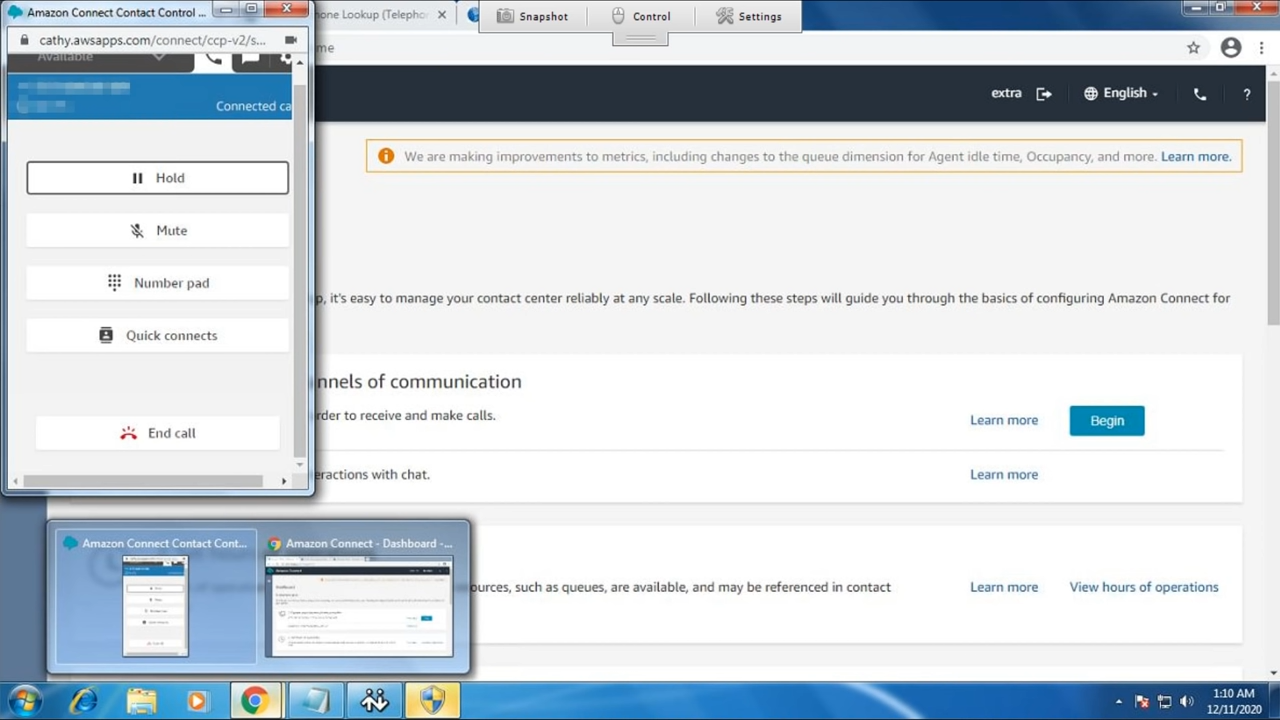 Amazon Connect Contact Control ...
hone Lookup (Telephon
Snapshot
Control
Settings
cathy.awsapps.com/connect/ccp-v2/s...
me
Available
extra
English
?
Connected ca
We are making improvements to metrics, including changes to the queue dimension for Agent idle time, Occupancy, and more. Learn more.
Hold
Mute
Number pad
Quick connects
End call
p, it's easy to manage your contact center reliably at any scale. Following these steps will guide you through the basics of configuring Amazon Connect for
nnels of communication
rder to receive and make calls.
Learn more
Begin
eractions with chat.
Learn more
Amazon Connect Contact Cont...
Amazon Connect - Dashboard -...
ources, such as queues, are available, and may be referenced in contact
Learn more
View hours of operations
1:10 AM
12/11/2020